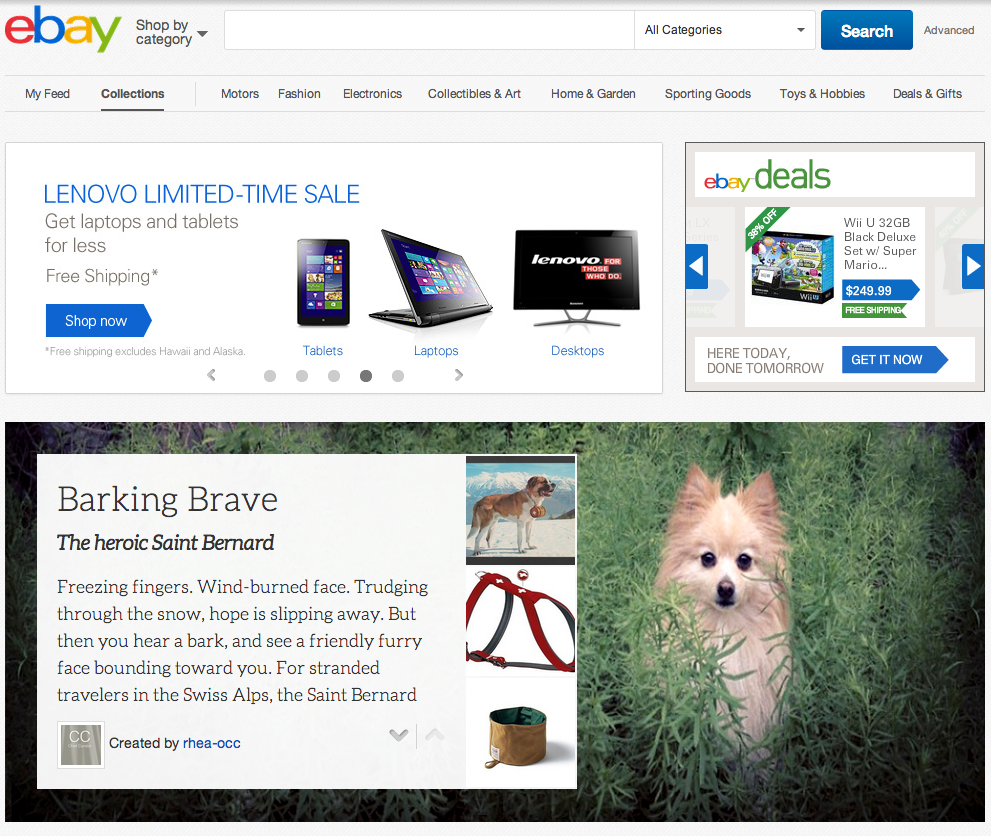 ebay
Shop by
category
All Categories
Search
Advanced
My Feed
Collections
Motors
Fashion
Electronics
Collectibles & Art
Home & Garden
Sporting Goods
Toys & Hobbies
Deals & Gifts
LENOVO LIMITED-TIME SALE
Get laptops and tablets
for less
Free Shipping*
Shop now
*Free shipping excludes Hawaii and Alaska.
lenovo FOR
THOSE
WHO DO.
Tablets
Laptops
Desktops
ebay deals
38% OFF
Wii U
Wii U 32GB
Black Deluxe
Set w/ Super
Mario...
$249.99
FREE SHIPPING
HERE TODAY,
DONE TOMORROW
GET IT NOW
Barking Brave
The heroic Saint Bernard
Freezing fingers. Wind-burned face. Trudging
through the snow, hope is slipping away. But
then you hear a bark, and see a friendly furry
face bounding toward you. For stranded
travelers in the Swiss Alps, the Saint Bernard
CC
Created by rhea-occ